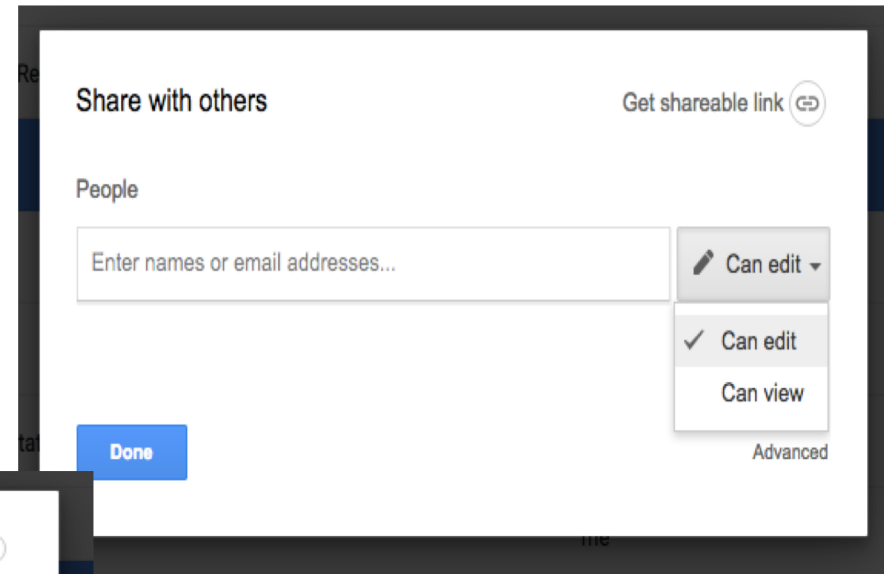 Share with others
Get shareable link
People
Enter names or email addresses...
Can edit
Can edit
Can view
Done
Advanced
me